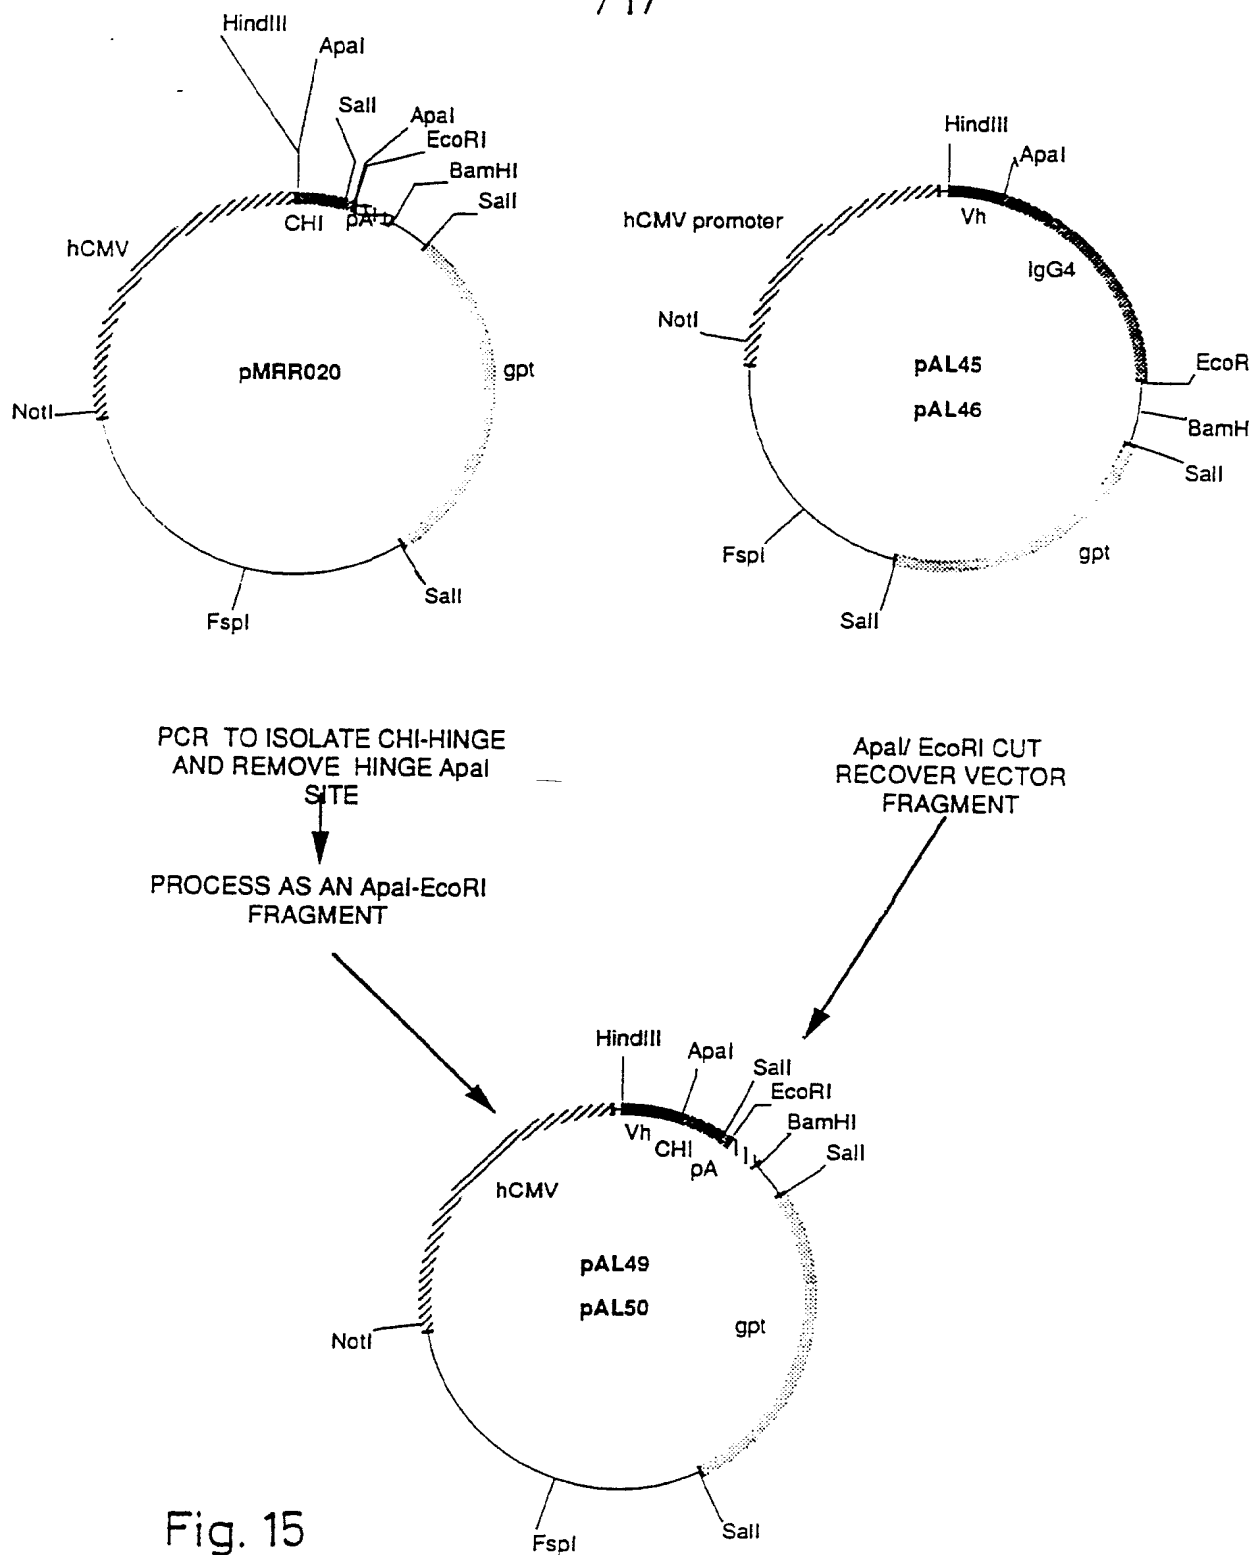 HindIII
ApaI
SalI
ApaI
EcoRI
BamHI
SalI
CHI
pA
hCMV
pMRR020
gpt
NotI
SalI
FspI
HindIII
ApaI
Vh
hCMV promoter
IgG4
NotI
pAL45
pAL46
EcoR
BamH
SalI
FspI
gpt
SalI
PCR TO ISOLATE CHI-HINGE
AND REMOVE HINGE ApaI
SITE
PROCESS AS AN ApaI-EcoRI
FRAGMENT
ApaI/ EcoRI CUT
RECOVER VECTOR
FRAGMENT
HindIII
ApaI
SalI
EcoRI
BamHI
SalI
Vh
CHI
pA
hCMV
pAL49
pAL50
gpt
NotI
SalI
FspI
Fig. 15